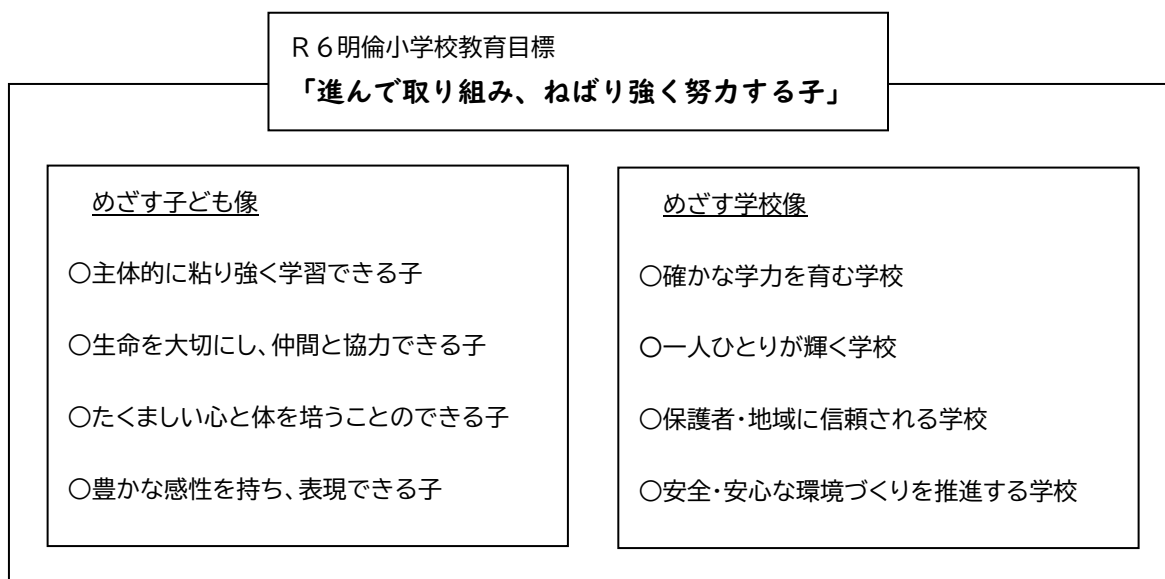 R6明倫小学校教育目標
「進んで取り組み、ねばり強く努力する子」
めざす子ども像
〇主体的に粘り強く学習できる子
〇生命を大切にし、仲間と協力できる子
〇たくましい心と体を培うことのできる子
〇豊かな感性を持ち、表現できる子
めざす学校像
〇確かな学力を育む学校
〇一人ひとりが輝く学校
〇保護者・地域に信頼される学校
〇安全・安心な環境づくりを推進する学校